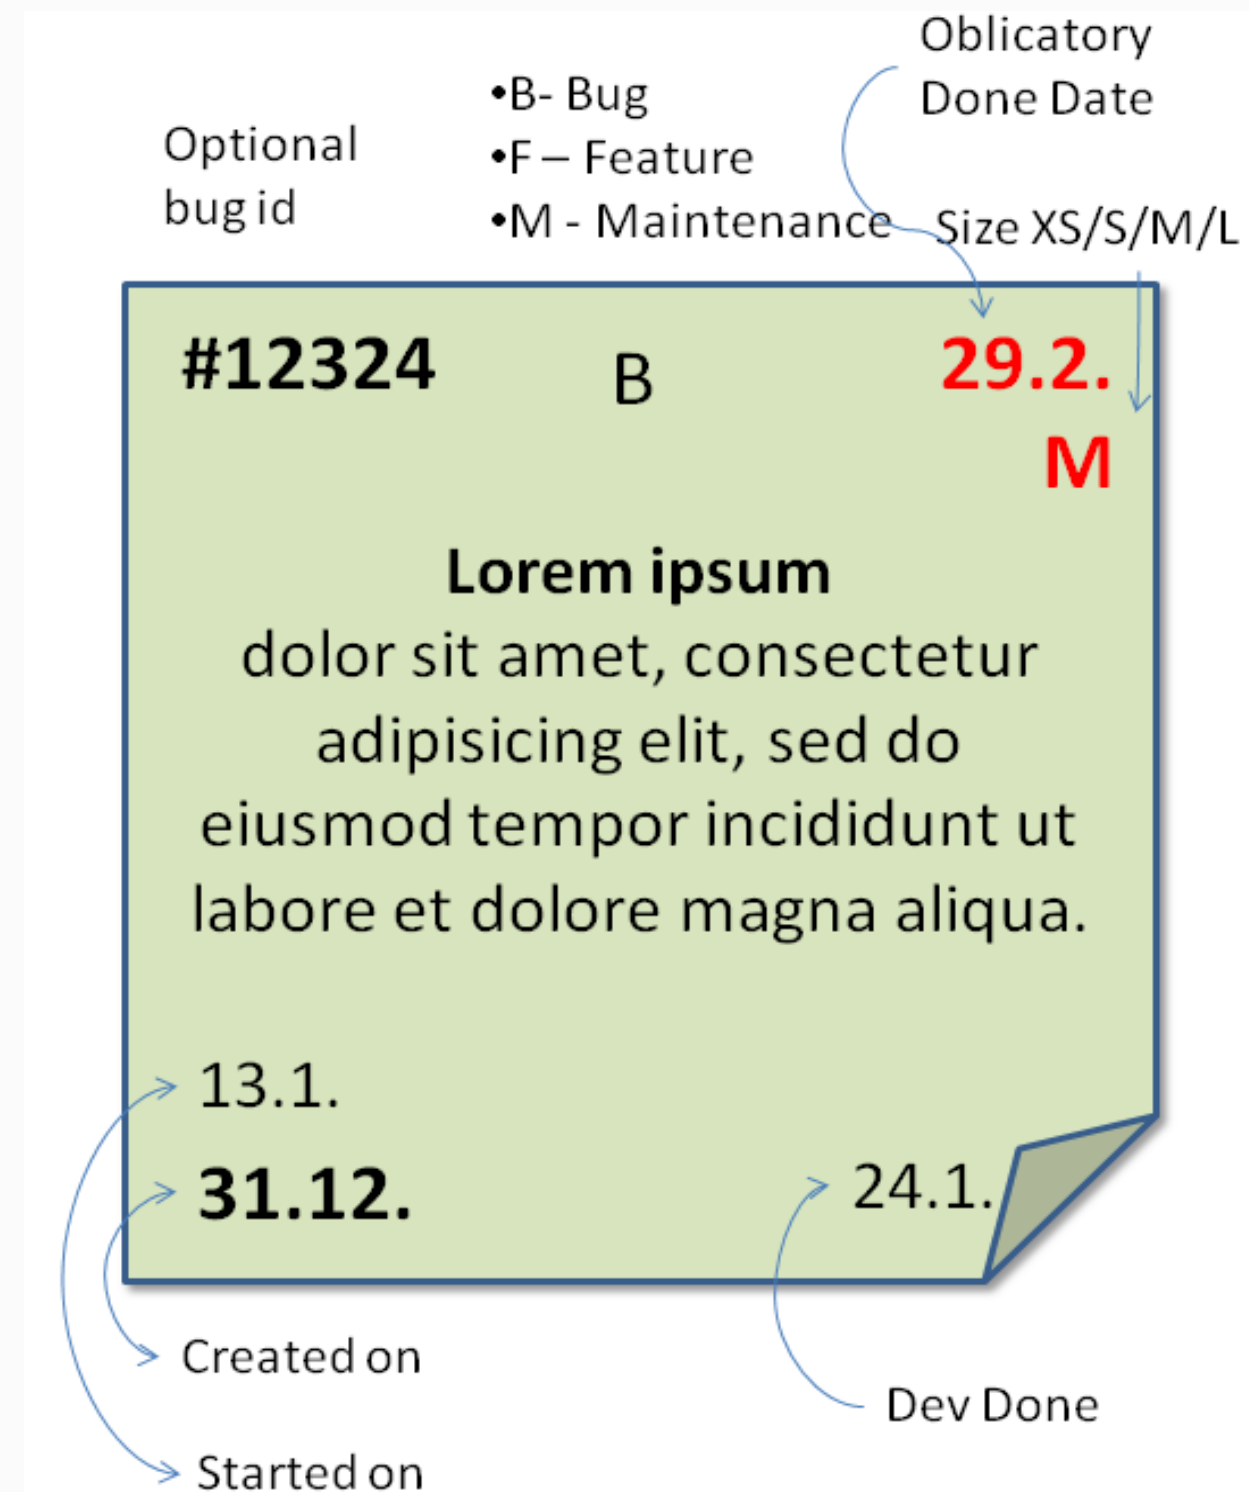 Oblicatory
Done Date
•B- Bug
•F – Feature
•M - Maintenance
Optional
bug id
Size XS/S/M/L
#12324
B
29.2.
M
Lorem ipsum
dolor sit amet, consectetur
adipisicing elit, sed do
eiusmod tempor incididunt ut
labore et dolore magna aliqua.
13.1.
31.12.
24.1.
Created on
Dev Done
Started on